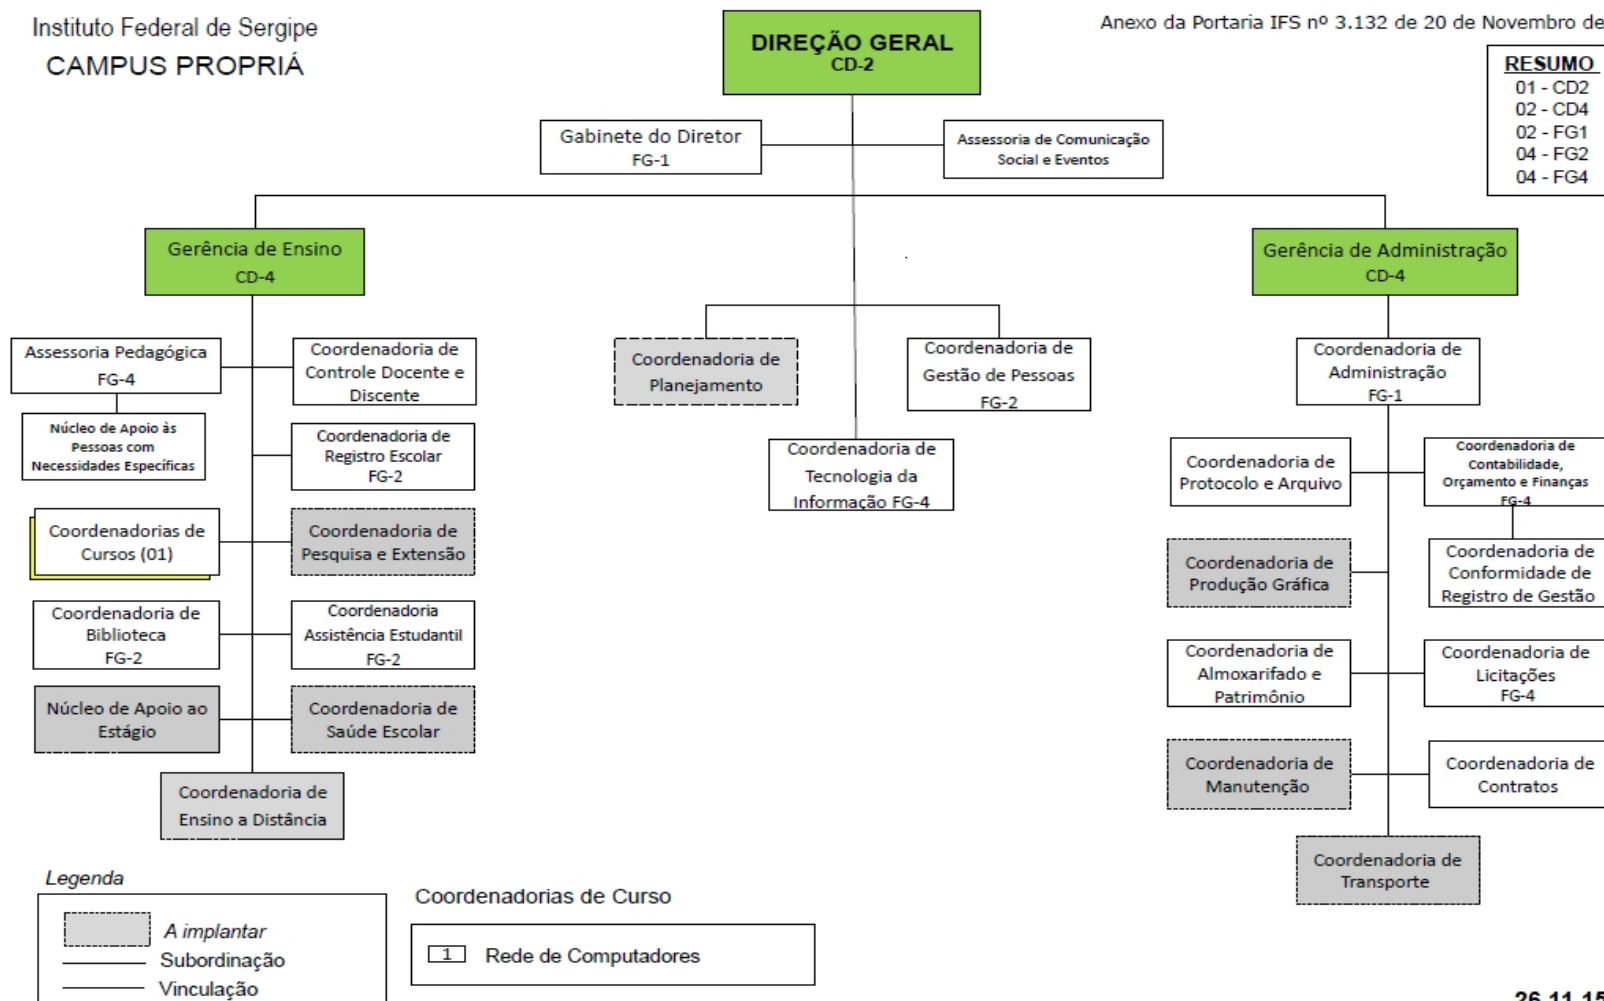 Instituto Federal de Sergipe
CAMPUS PROPRIÁ
Anexo da Portaria IFS nº 3.132 de 20 de Novembro de
DIREÇÃO GERAL
CD-2
RESUMO
01 - CD2
02 - CD4
02 - FG1
04 - FG2
04 - FG4
Gabinete do Diretor
FG-1
Assessoria de Comunicação
Social e Eventos
Gerência de Ensino
CD-4
Gerência de Administração
CD-4
Assessoria Pedagógica
FG-4
Coordenadoria de
Controle Docente e
Discente
Núcleo de Apoio às
Pessoas com
Necessidades Específicas
Coordenadoria de
Registro Escolar
FG-2
Coordenadorias de
Cursos (01)
Coordenadoria de
Pesquisa e Extensão
Coordenadoria de
Biblioteca
FG-2
Coordenadoria
Assistência Estudantil
FG-2
Núcleo de Apoio ao
Estágio
Coordenadoria de
Saúde Escolar
Coordenadoria de
Ensino a Distância
Coordenadoria de
Planejamento
Coordenadoria de
Gestão de Pessoas
FG-2
Coordenadoria de
Tecnologia da
Informação FG-4
Coordenadoria de
Administração
FG-1
Coordenadoria de
Protocolo e Arquivo
Coordenadoria de
Contabilidade,
Orçamento e Finanças
FG-4
Coordenadoria de
Produção Gráfica
Coordenadoria de
Conformidade de
Registro de Gestão
Coordenadoria de
Almoxarifado e
Patrimônio
Coordenadoria de
Licitações
FG-4
Coordenadoria de
Manutenção
Coordenadoria de
Contratos
Coordenadoria de
Transporte
Legenda
A implantar
Subordinação
Vinculação
Coordenadorias de Curso
1 Rede de Computadores
26.11.15